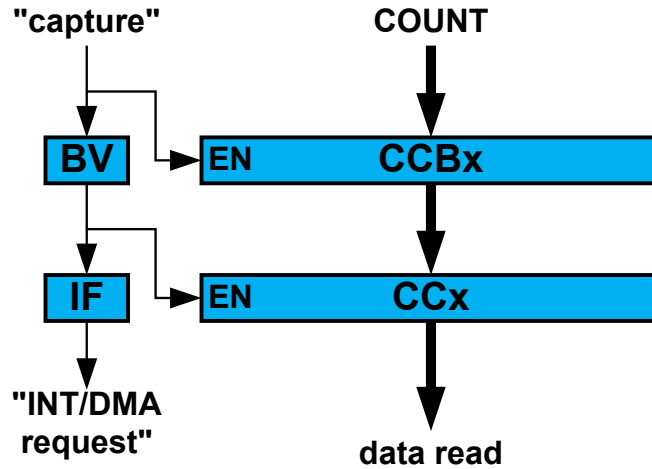 "capture"
COUNT
BV
EN
CCBx
IF
EN
CCx
"INT/DMA
request"
data read